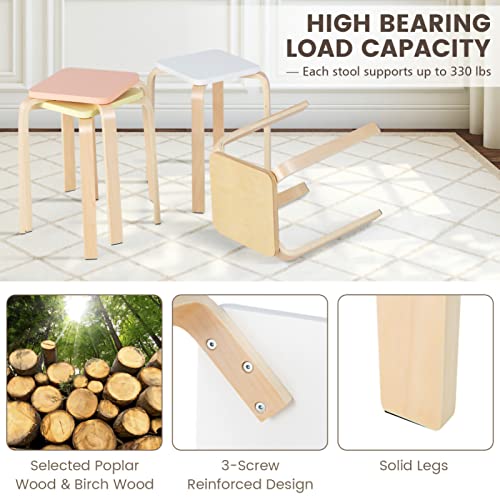 HIGH BEARING
LOAD CAPACITY
— Each stool supports up to 330 lbs
Selected Poplar
Wood & Birch Wood
3-Screw
Reinforced Design
Solid Legs